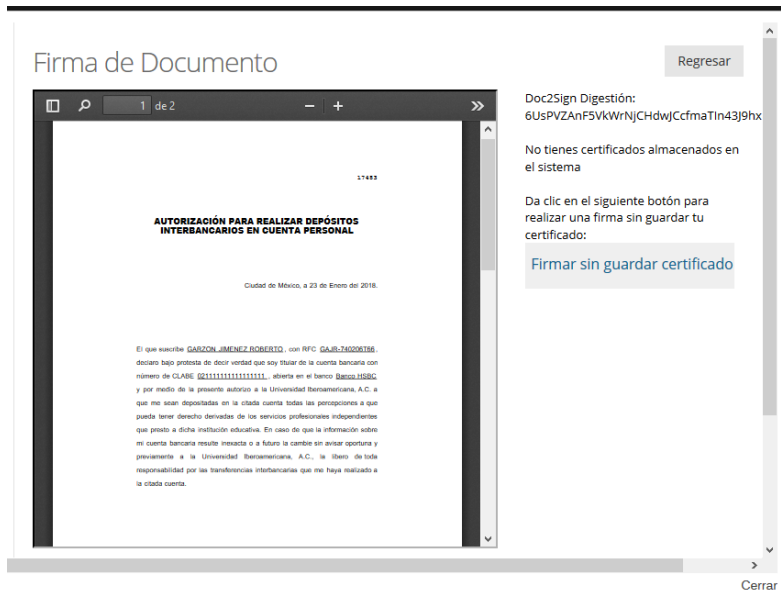 Firma de Documento
Regresar
1 de 2
17453
AUTORIZACIÓN PARA REALIZAR DEPÓSITOS
INTERBANCARIOS EN CUENTA PERSONAL
Ciudad de México, a 23 de Enero del 2018.
El que suscribe GARZON JIMENEZ ROBERTO , con RFC GAJR-740206T66 ,
declaro bajo protesta de decir verdad que soy titular de la cuenta bancaria con
número de CLABE 021111111111111111 , abierta en el banco Banco HSBC
y por medio de la presente autorizo a la Universidad Iberoamericana, A.C. a
que me sean depositadas en la citada cuenta todas las percepciones a que
pueda tener derecho derivadas de los servicios profesionales independientes
que presto a dicha institución educativa. En caso de que la información sobre
mi cuenta bancaria resulte inexacta o a futuro la cambie sin avisar oportuna y
previamente a la Universidad Iberoamericana, A.C., la libero de toda
responsabilidad por las transferencias interbancarias que me haya realizado a
la citada cuenta.
Doc2Sign Digestión:
6UsPVZAnF5VkWrNjCHdwJCcfmaTIn43J9hx
No tienes certificados almacenados en
el sistema
Da clic en el siguiente botón para
realizar una firma sin guardar tu
certificado:
Firmar sin guardar certificado
Cerrar